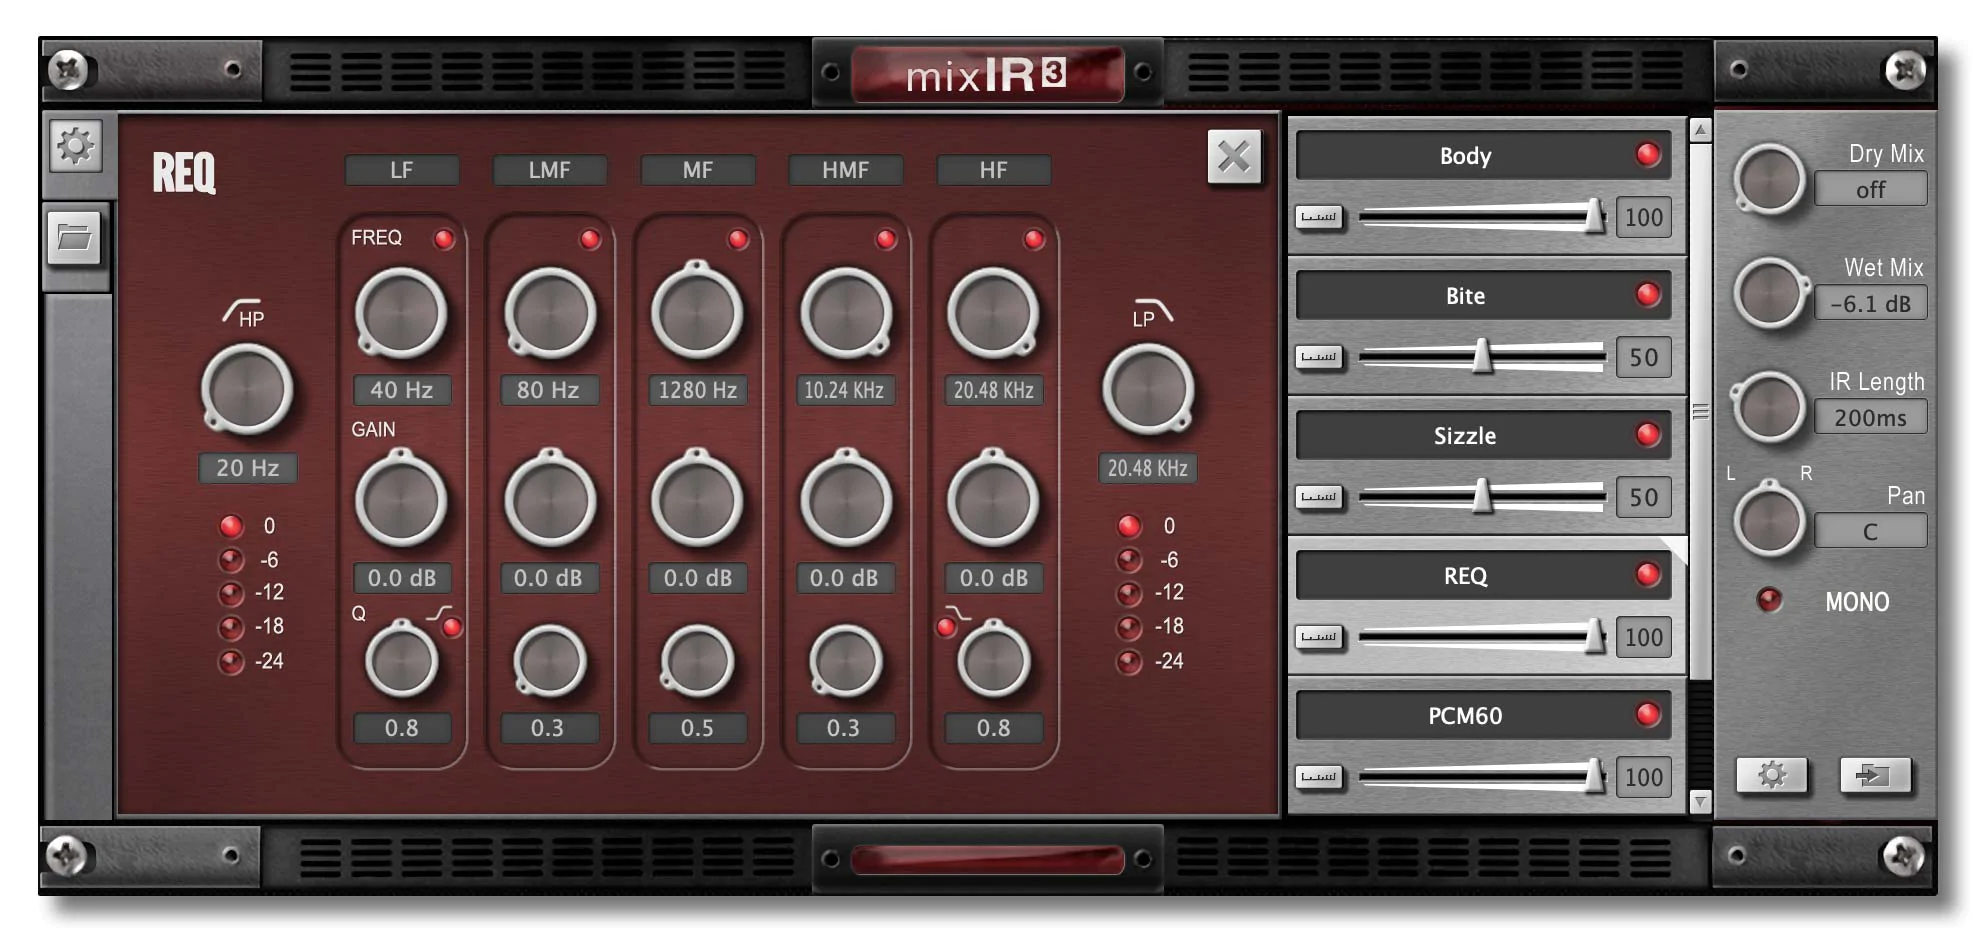 mixIR3
REQ
LF LMF MF HMF HF
FREQ
HP
LP
40 Hz 80 Hz 1280 Hz 10.24 KHz 20.48 KHz
GAIN
20 Hz
20.48 KHz
0 0
-6 -6
0.0 dB 0.0 dB 0.0 dB 0.0 dB 0.0 dB
-12 -12
Q
-18 -18
-24 -24
0.8 0.3 0.5 0.3 0.8
Body
100
Bite
50
Sizzle
50
REQ
100
PCM60
100
Dry Mix
off
Wet Mix
-6.1 dB
IR Length
200ms
L R
Pan
C
MONO